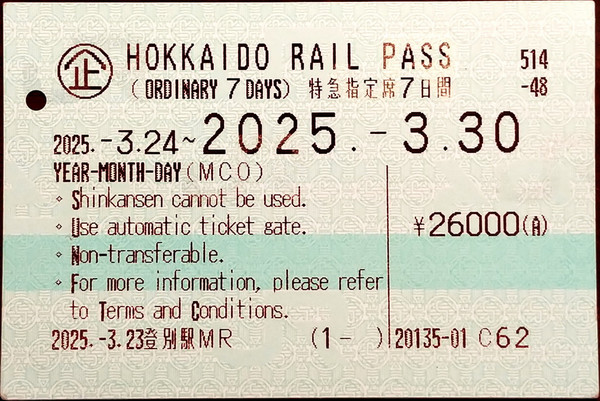 企 HOKKAIDO RAIL PASS 514
(ORDINARY 7 DAYS) 特急指定席7日間 -48
2025.-3.24~2025.-3.30
YEAR-MONTH-DAY(MCO)
◦ Shinkansen cannot be used.
◦ Use automatic ticket gate. ¥26000(A)
◦ Non-transferable.
◦ For more information, please refer
to Terms and Conditions.
2025.-3.23登別駅MR (1- ) 20135-01 C62